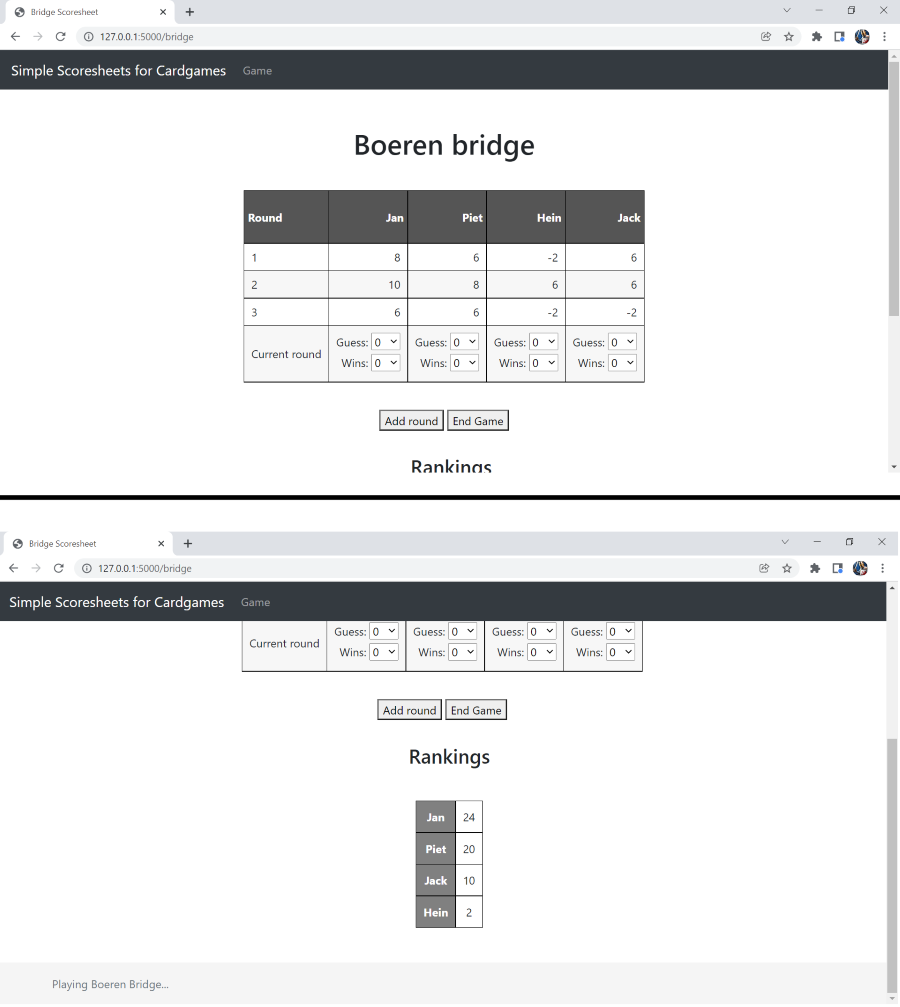 Bridge Scoresheet
127.0.0.1:5000/bridge
Simple Scoresheets for Cardgames Game
Boeren bridge
Round Jan Piet Hein Jack
1 8 6 -2 6
2 10 8 6 6
3 6 6 -2 -2
Current round
Guess: 0 Guess: 0 Guess: 0 Guess: 0
Wins: 0 Wins: 0 Wins: 0 Wins: 0
Add round End Game
Rankings
Bridge Scoresheet
127.0.0.1:5000/bridge
Simple Scoresheets for Cardgames Game
Current round
Guess: 0 Guess: 0 Guess: 0 Guess: 0
Wins: 0 Wins: 0 Wins: 0 Wins: 0
Add round End Game
Rankings
Jan 24
Piet 20
Jack 10
Hein 2
Playing Boeren Bridge...